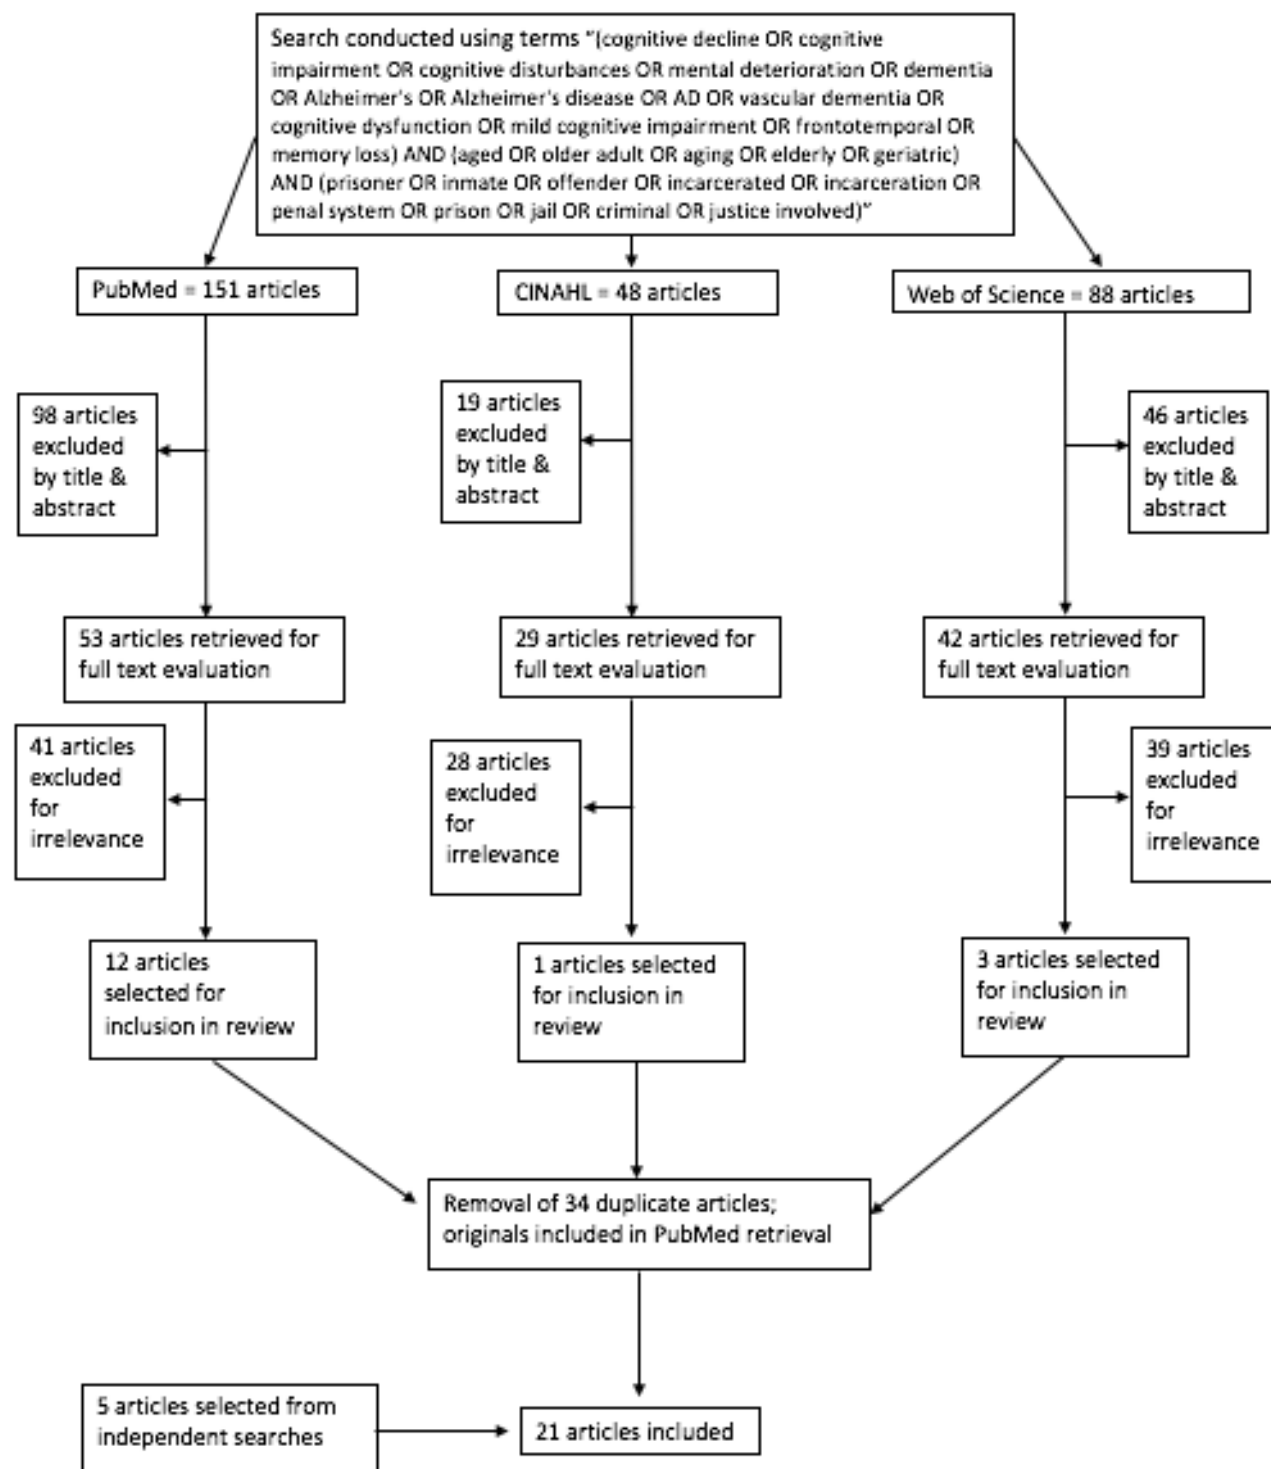 Search conducted using terms “(cognitive decline OR cognitive
impairment OR cognitive disturbances OR mental deterioration OR dementia
OR Alzheimer's OR Alzheimer's disease OR AD OR vascular dementia OR
cognitive dysfunction OR mild cognitive impairment OR frontotemporal OR
memory loss) AND (aged OR older adult OR aging OR elderly OR geriatric)
AND (prisoner OR inmate OR offender OR incarcerated OR incarceration OR
penal system OR prison OR jail OR criminal OR justice involved)”
PubMed = 151 articles
CINAHL = 48 articles
Web of Science = 88 articles
98 articles
excluded
by title &
abstract
19 articles
excluded
by title &
abstract
46 articles
excluded
by title &
abstract
53 articles retrieved for
full text evaluation
29 articles retrieved for
full text evaluation
42 articles retrieved for
full text evaluation
41 articles
excluded
for
irrelevance
28 articles
excluded
for
irrelevance
39 articles
excluded
for
irrelevance
12 articles
selected for
inclusion in review
1 articles selected
for inclusion in
review
3 articles selected
for inclusion in
review
Removal of 34 duplicate articles;
originals included in PubMed retrieval
5 articles selected from
independent searches
21 articles included